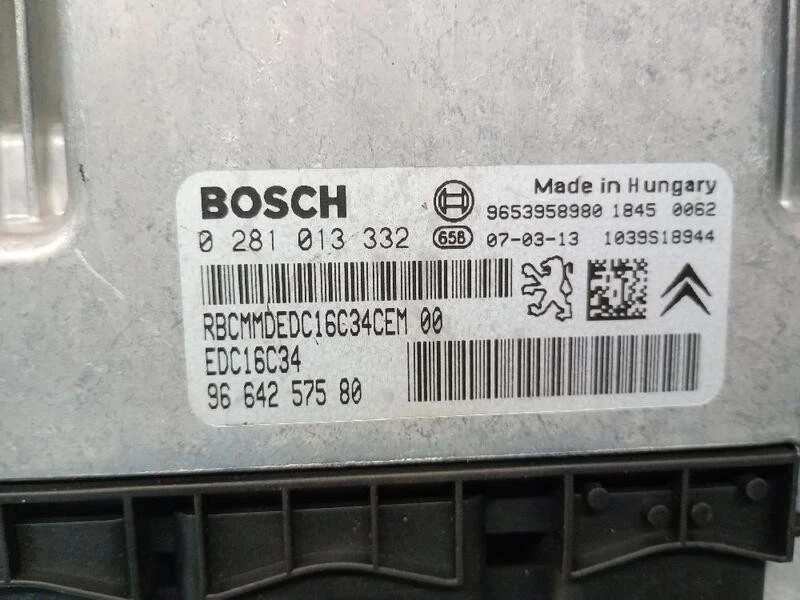 BOSCH
Made in Hungary
9653958980 1845 0062
0 281 013 332
65B 07-03-13 1039S18944
RBCMMDEDC16C34CEM 00
EDC16C34
96 642 575 80